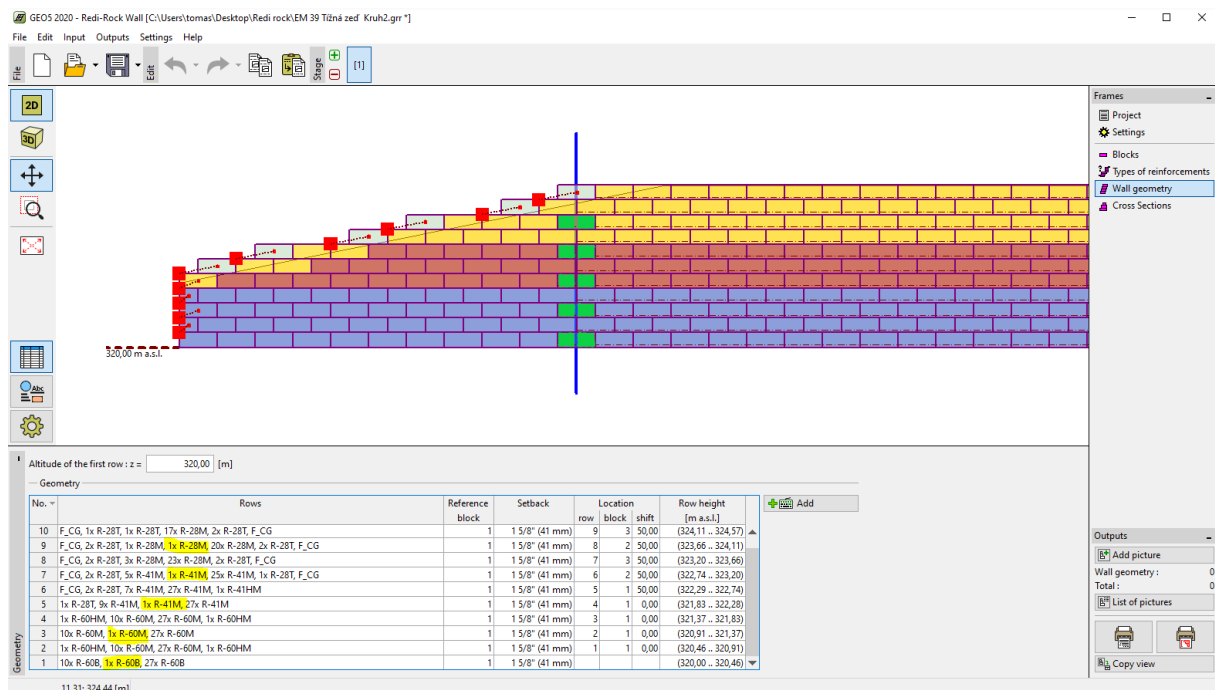 GEO5 2020 - Redi-Rock Wall [C:\Users\tomas\Desktop\Redi rock\EM 39 Tížná zeď Kruh2.grr *]
File Edit Input Outputs Settings Help
File
Edit
Stage
[1]
2D
3D
Abc
320,00 m a.s.l.
Frames
Project
Settings
Blocks
Types of reinforcements
Wall geometry
Cross Sections
Altitude of the first row : z = 320,00 [m]
Geometry
No. Rows Reference block Setback Location row block shift Row height [m a.s.l.]
Add
10 F_CG, 1x R-28T, 1x R-28T, 17x R-28M, 2x R-28T, F_CG 1 1 5/8" (41 mm) 9 3 50,00 (324,11 .. 324,57)
9 F_CG, 2x R-28T, 1x R-28M, 1x R-28M, 20x R-28M, 2x R-28T, F_CG 1 1 5/8" (41 mm) 8 2 50,00 (323,66 .. 324,11)
8 F_CG, 2x R-28T, 3x R-28M, 23x R-28M, 2x R-28T, F_CG 1 1 5/8" (41 mm) 7 3 50,00 (323,20 .. 323,66)
7 F_CG, 2x R-28T, 5x R-41M, 1x R-41M, 25x R-41M, 1x R-28T, F_CG 1 1 5/8" (41 mm) 6 2 50,00 (322,74 .. 323,20)
6 F_CG, 2x R-28T, 7x R-41M, 27x R-41M, 1x R-41HM 1 1 5/8" (41 mm) 5 1 50,00 (322,29 .. 322,74)
5 1x R-28T, 9x R-41M, 1x R-41M, 27x R-41M 1 1 5/8" (41 mm) 4 1 0,00 (321,83 .. 322,28)
4 1x R-60HM, 10x R-60M, 27x R-60M, 1x R-60HM 1 1 5/8" (41 mm) 3 1 0,00 (321,37 .. 321,83)
3 10x R-60M, 1x R-60M, 27x R-60M 1 1 5/8" (41 mm) 2 1 0,00 (320,91 .. 321,37)
2 1x R-60HM, 10x R-60M, 27x R-60M, 1x R-60HM 1 1 5/8" (41 mm) 1 1 0,00 (320,46 .. 320,91)
1 10x R-60B, 1x R-60B, 27x R-60B 1 1 5/8" (41 mm) (320,00 .. 320,46)
Geometry
Outputs
Add picture
Wall geometry : 0
Total : 0
List of pictures
Copy view
11,31; 324,44 [m]